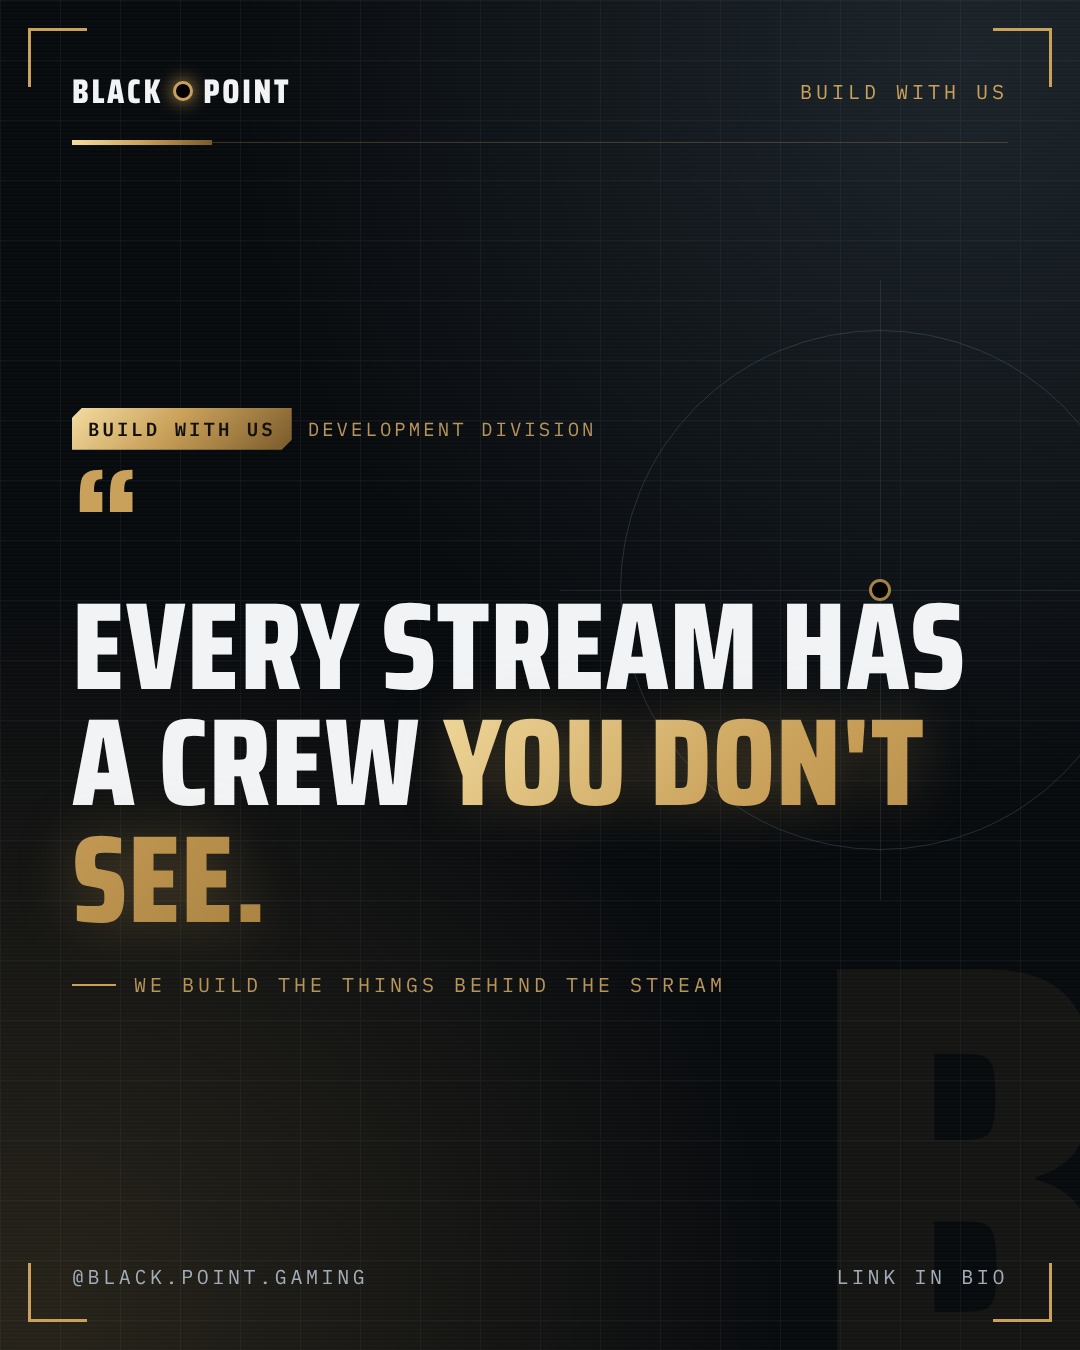 BLACK POINT
BUILD WITH US
BUILD WITH US DEVELOPMENT DIVISION
“
EVERY STREAM HAS
A CREW YOU DON'T
SEE.
WE BUILD THE THINGS BEHIND THE STREAM
B
@BLACK.POINT.GAMING
LINK IN BIO